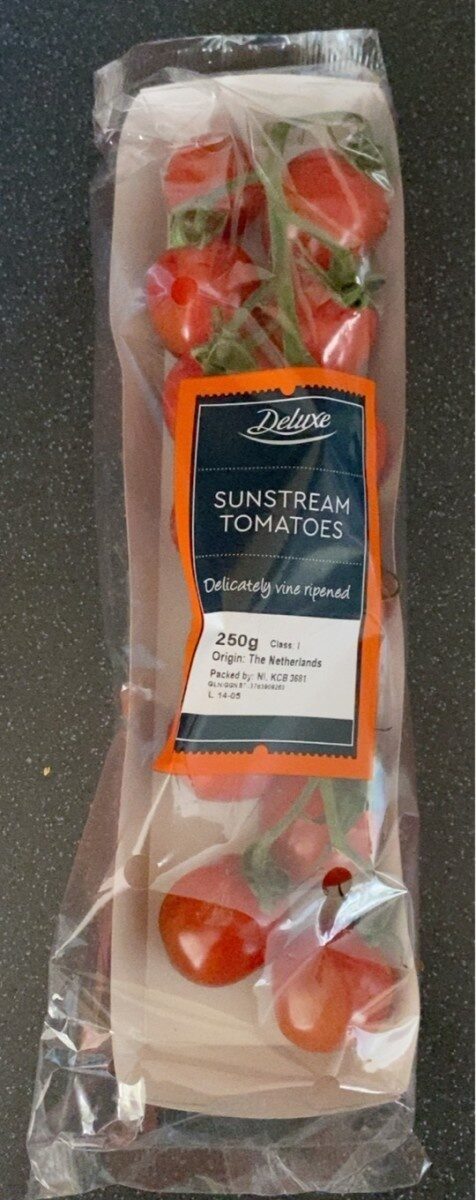 Deluxe
SUNSTREAM
TOMATOES
Delicately vine ripened
250g Class: I
Origin: The Netherlands
Packed by: Nl. KCB 3681
L 14-05